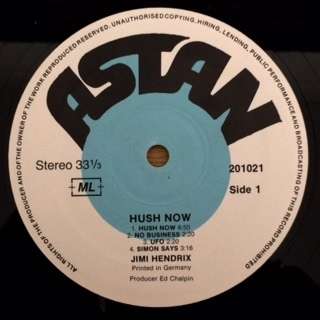 UNAUTHORISED COPYING, HIRING, LENDING, PUBLIC PERFORMANCE AND BROADCASTING OF THIS RECORD PROHIBITED
ALL RIGHTS OF THE PRODUCER AND OF THE OWNER OF THE WORK REPRODUCED RESERVED.
ASTAN
Stereo 33 1/3
201021
ML
Side 1
HUSH NOW
1. HUSH NOW 4:50
2. NO BUSINESS 2:20
3. UFO 2:20
4. SIMON SAYS 3:16
JIMI HENDRIX
Printed in Germany
Producer Ed Chalpin